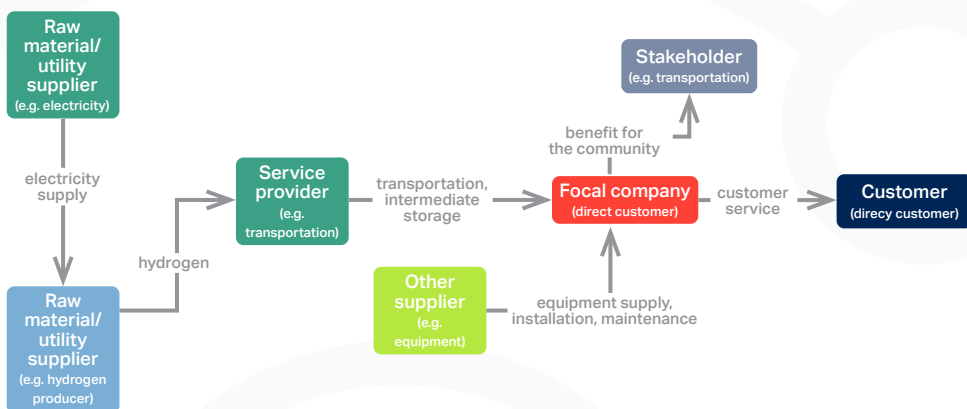 Raw
material/
utility
supplier
(e.g. electricity)
Stakeholder
(e.g. transportation)
benefit for
the community
electricity
supply
Service
provider
(e.g.
transportation)
transportation,
intermediate
storage
Focal company
(direct customer)
customer
service
Customer
(direcy customer)
hydrogen
Raw
material/
utility
supplier
(e.g. hydrogen
producer)
Other
supplier
(e.g.
equipment)
equipment supply,
installation, maintenance